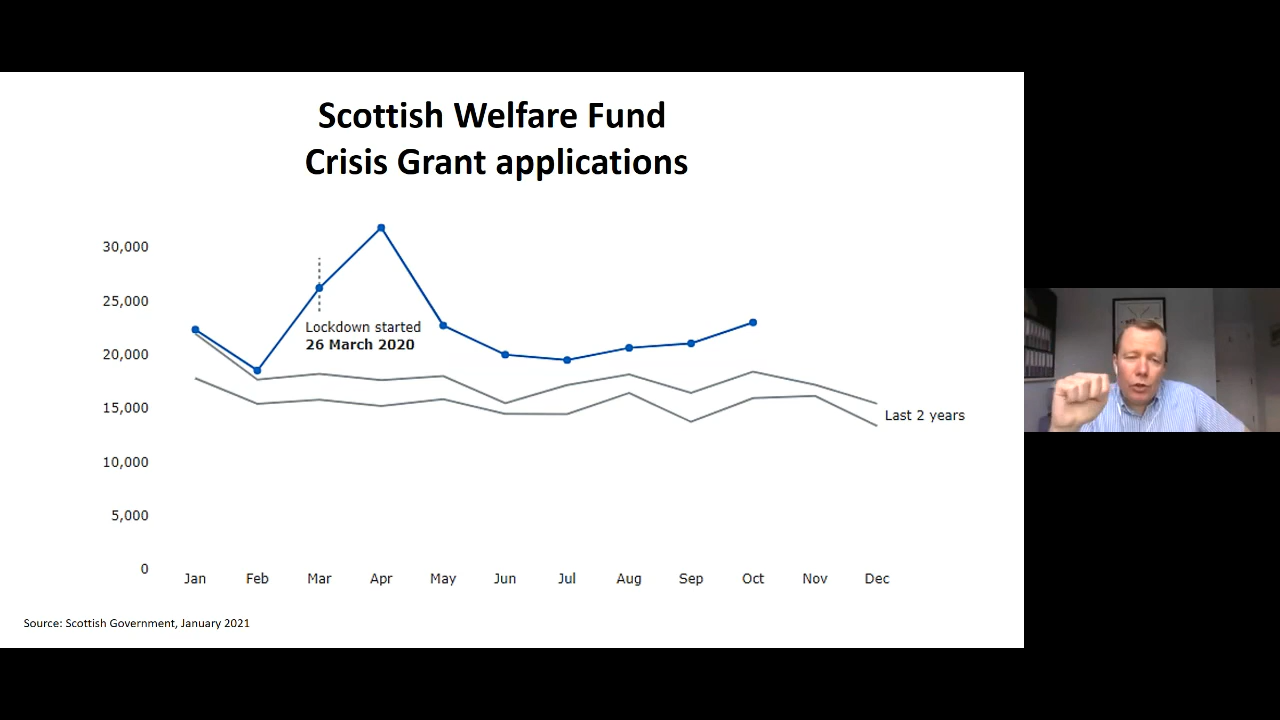 Scottish Welfare Fund
Crisis Grant applications
30,000
25,000
20,000
15,000
10,000
5,000
0
Lockdown started
26 March 2020
Last 2 years
Jan Feb Mar Apr May Jun Jul Aug Sep Oct Nov Dec
Source: Scottish Government, January 2021